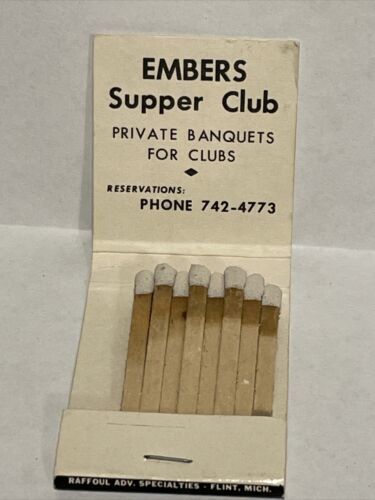 EMBERS
Supper Club
PRIVATE BANQUETS
FOR CLUBS
RESERVATIONS:
PHONE 742-4773
RAFFOUL ADV. SPECIALTIES - FLINT, MICH.